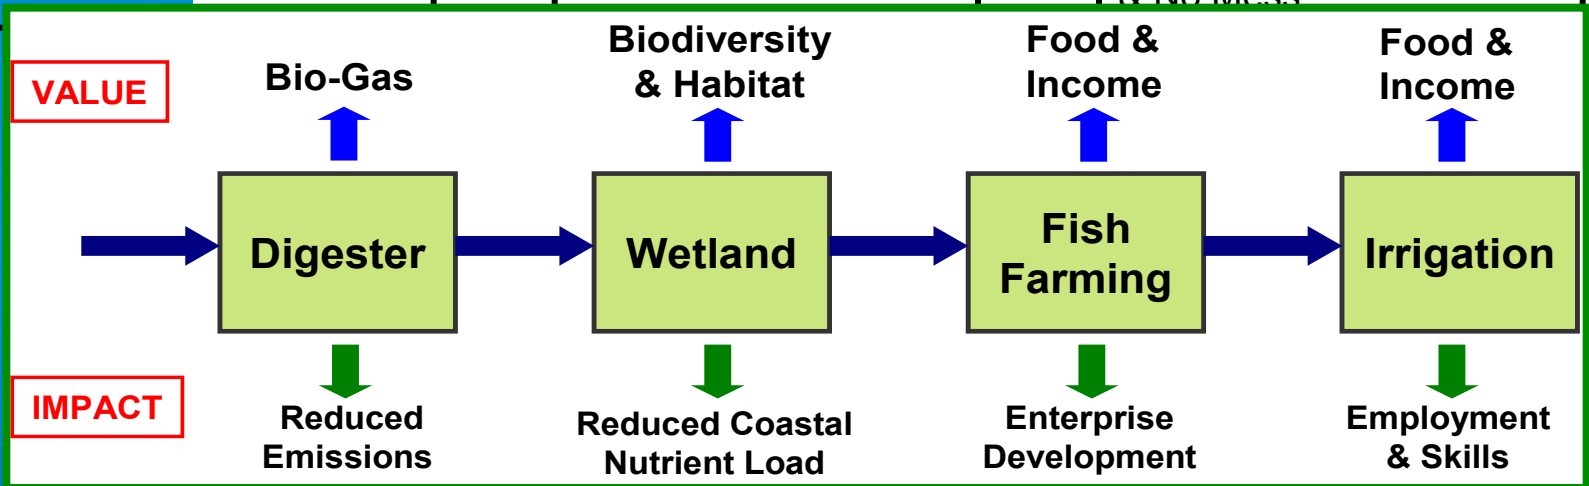 VALUE
Bio-Gas
Biodiversity
& Habitat
Food &
Income
Food &
Income
Digester
Wetland
Fish
Farming
Irrigation
IMPACT
Reduced
Emissions
Reduced Coastal
Nutrient Load
Enterprise
Development
Employment
& Skills